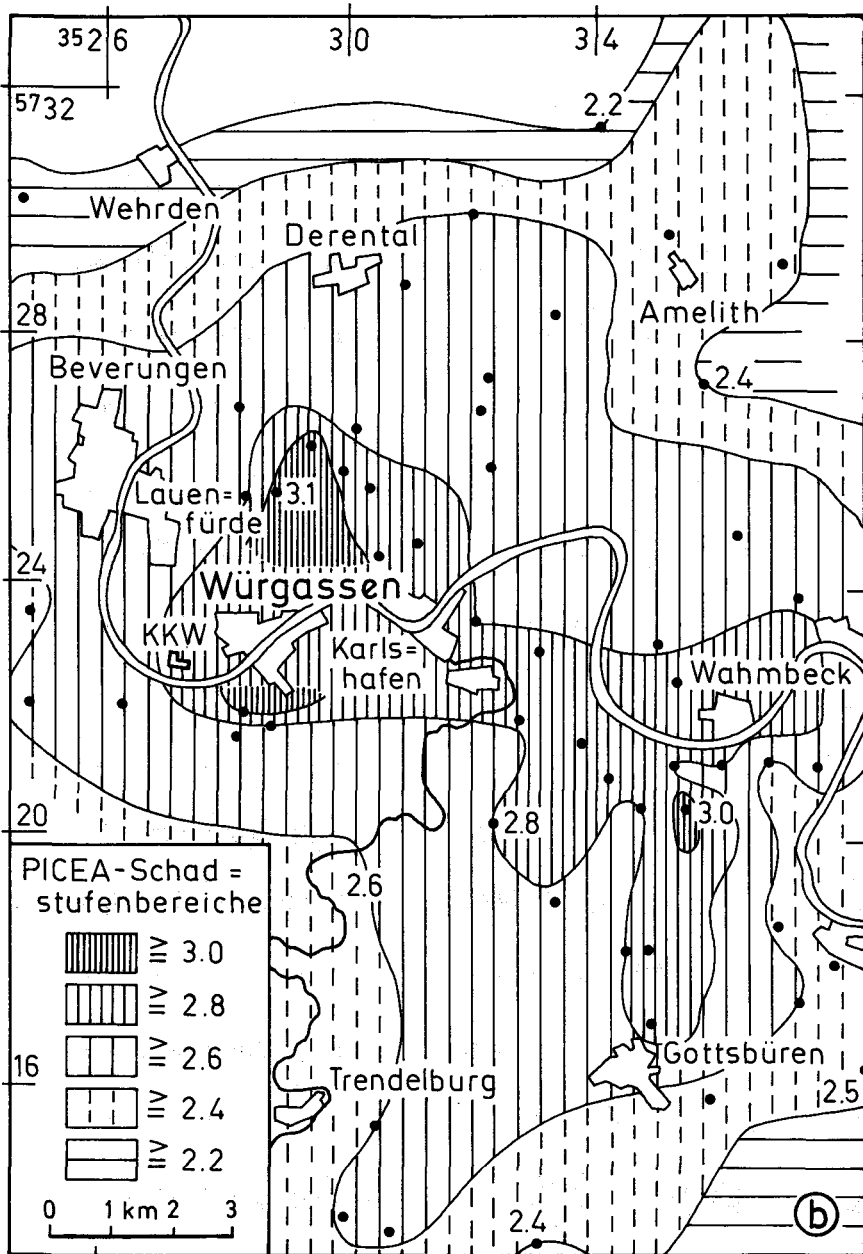 3526
30
34
5732
2.2
Wehrden
Derental
28
Amelith
Beverungen
2.4
Lauen=
fürde
3.1
24
Würgassen
KKW
Karls=
hafen
Wahmbeck
20
2.8
3.0
PICEA-Schad=
stufenbereiche
2.6
≧ 3.0
≧ 2.8
≧ 2.6
≧ 2.4
≧ 2.2
16
Trendelburg
Gottsbüren
2.5
0 1 km 2 3
2.4
b